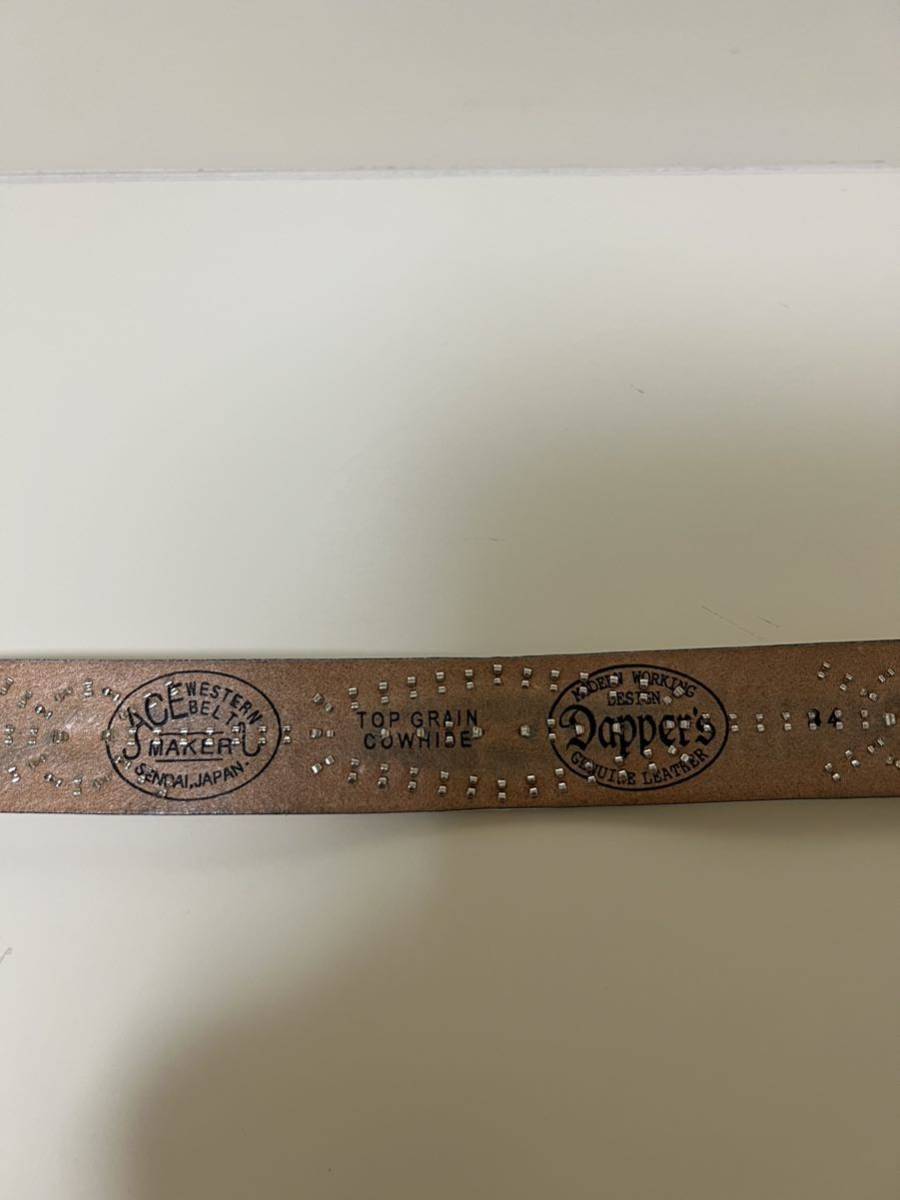 ACE WESTERN
BELTS
MAKER
SENDAI, JAPAN.
TOP GRAIN
COWHIDE
MODERN WORKING
DESIGN
Dapper's
GENUINE LEATHER
34